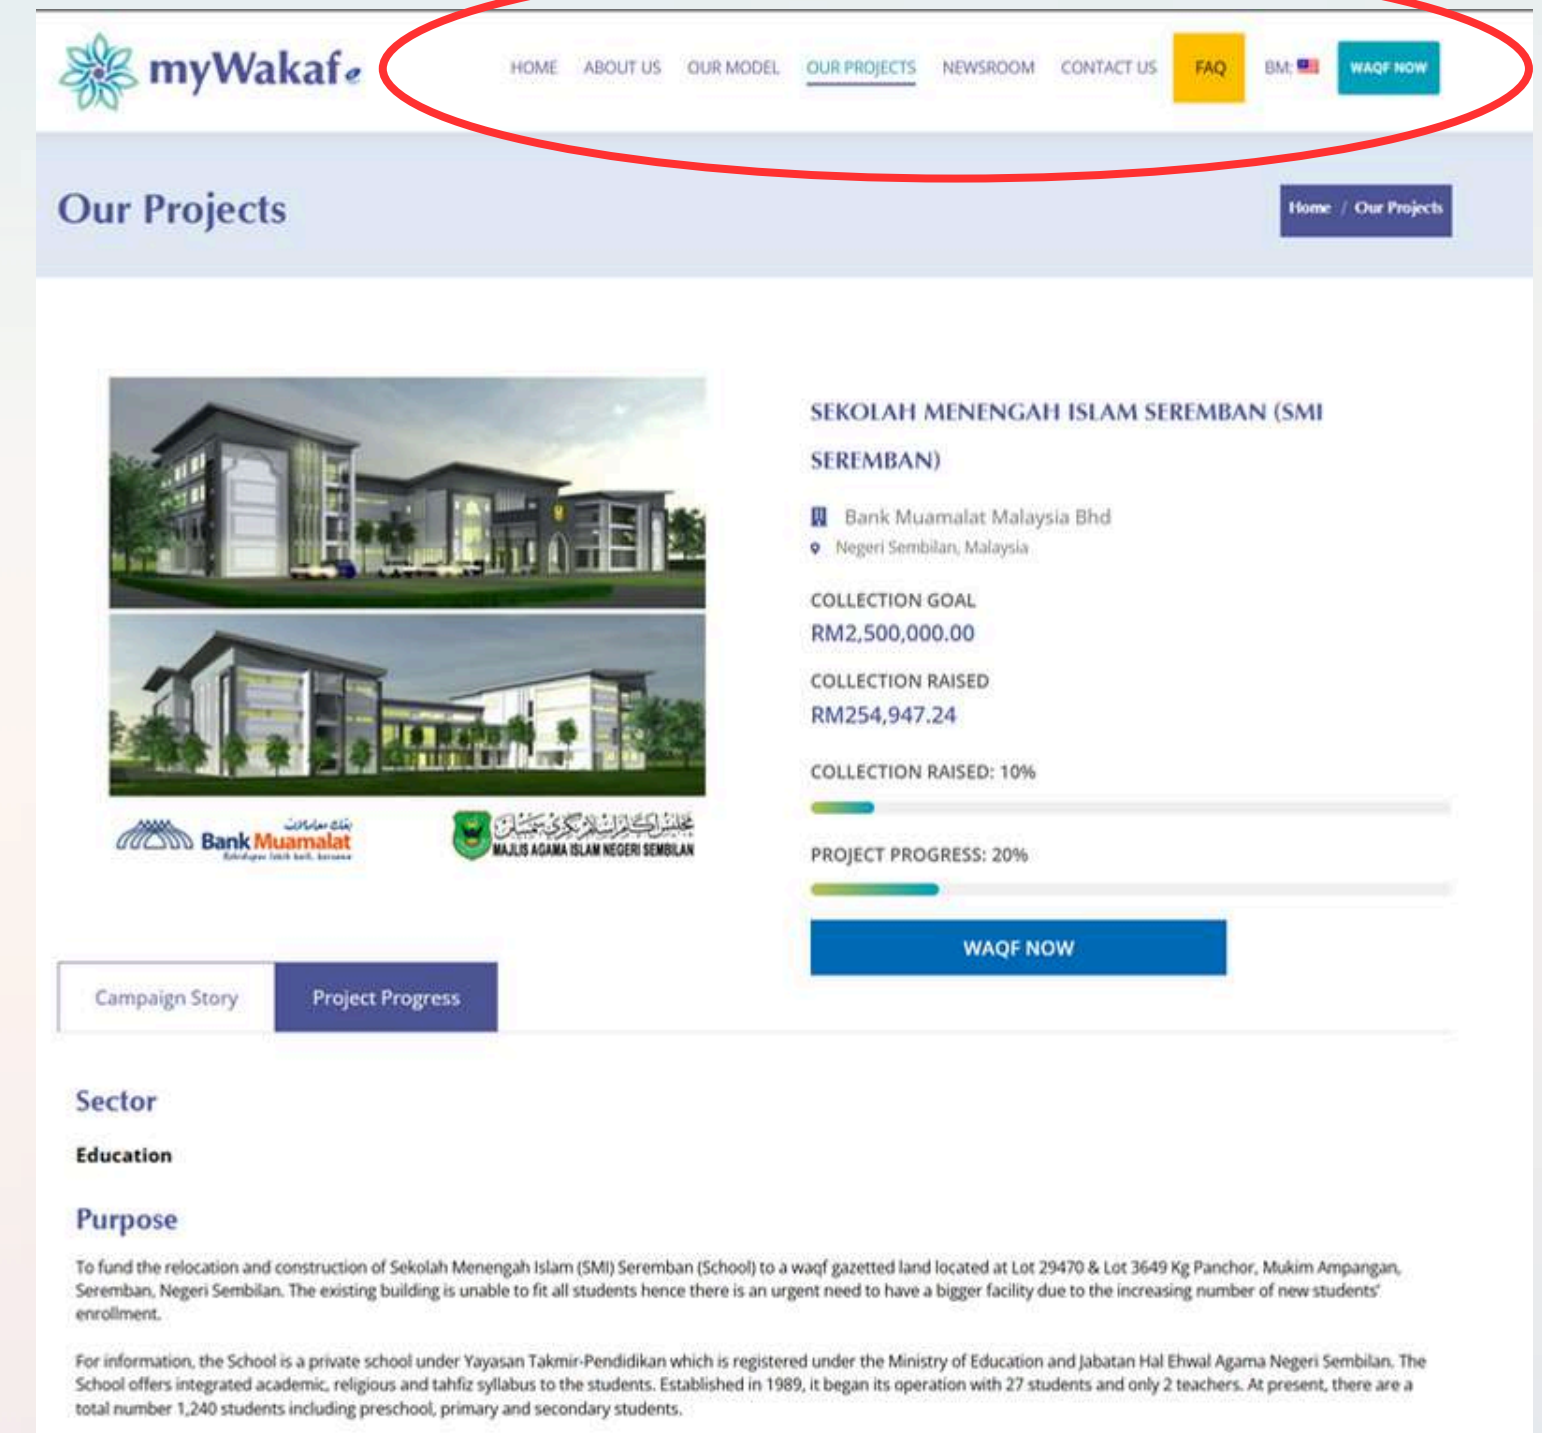 myWakaf e
HOME ABOUT US OUR MODEL OUR PROJECTS NEWSROOM CONTACT US FAQ BM: WAQF NOW
Our Projects
Home / Our Projects
SEKOLAH MENENGAH ISLAM SEREMBAN (SMI
SEREMBAN)
Bank Muamalat Malaysia Bhd
Negeri Sembilan, Malaysia
COLLECTION GOAL
RM2,500,000.00
COLLECTION RAISED
RM254,947.24
COLLECTION RAISED: 10%
PROJECT PROGRESS: 20%
WAQF NOW
بنك معاملات
Bank Muamalat
مجلس اڬام اسلام نݢري سمبيلن
MAJLIS AGAMA ISLAM NEGERI SEMBILAN
Campaign Story Project Progress
Sector
Education
Purpose
To fund the relocation and construction of Sekolah Menengah Islam (SMI) Seremban (School) to a waqf gazetted land located at Lot 29470 & Lot 3649 Kg Panchor, Mukim Ampangan,
Seremban, Negeri Sembilan. The existing building is unable to fit all students hence there is an urgent need to have a bigger facility due to the increasing number of new students'
enrollment.
For information, the School is a private school under Yayasan Takmir-Pendidikan which is registered under the Ministry of Education and Jabatan Hal Ehwal Agama Negeri Sembilan. The
School offers integrated academic, religious and tahfiz syllabus to the students. Established in 1989, it began its operation with 27 students and only 2 teachers. At present, there are a
total number 1,240 students including preschool, primary and secondary students.